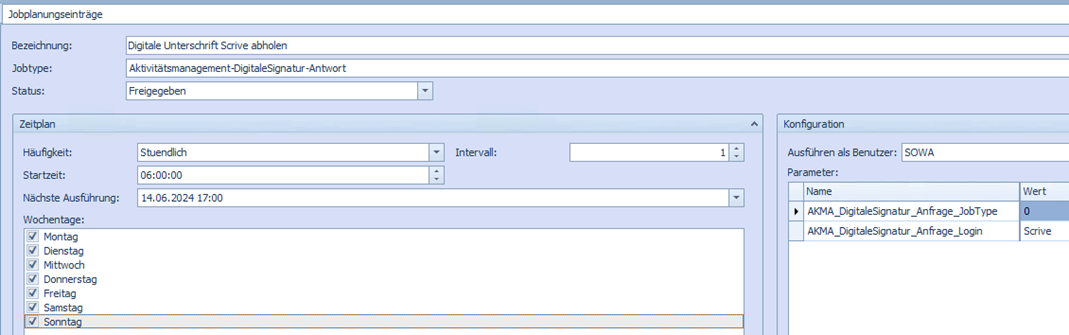 Jobplanungseinträge
Bezeichnung: Digitale Unterschrift Scrive abholen
Jobtype: Aktivitätsmanagement-DigitaleSignatur-Antwort
Status: Freigegeben
Zeitplan
Häufigkeit: Stuendlich Intervall: 1
Startzeit: 06:00:00
Nächste Ausführung: 14.06.2024 17:00
Wochentage:
Montag
Dienstag
Mittwoch
Donnerstag
Freitag
Samstag
Sonntag
Konfiguration
Ausführen als Benutzer: SOWA
Parameter:
Name Wert
AKMA_DigitaleSignatur_Anfrage_JobType 0
AKMA_DigitaleSignatur_Anfrage_Login Scrive